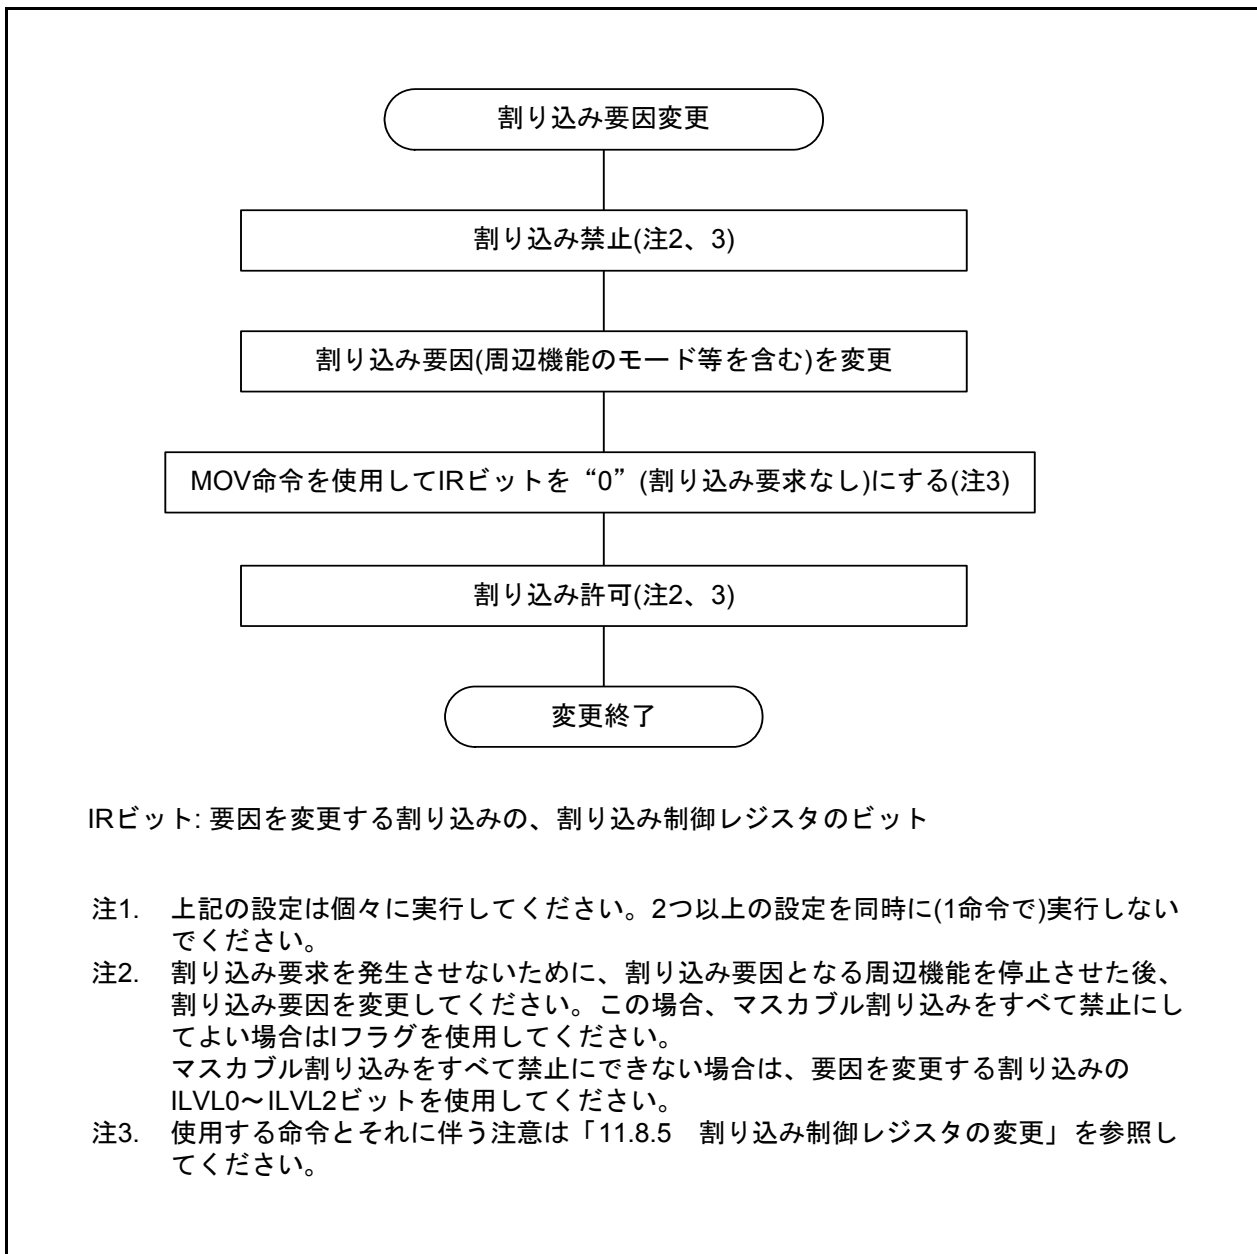 割り込み要因変更
割り込み禁止(注2、3)
割り込み要因(周辺機能のモード等を含む)を変更
MOV命令を使用してIRビットを“0”(割り込み要求なし)にする(注3)
割り込み許可(注2、3)
変更終了
IRビット: 要因を変更する割り込みの、割り込み制御レジスタのビット
注1. 上記の設定は個々に実行してください。2つ以上の設定を同時に(1命令で)実行しない
でください。
注2. 割り込み要求を発生させないために、割り込み要因となる周辺機能を停止させた後、
割り込み要因を変更してください。この場合、マスカブル割り込みをすべて禁止にし
てよい場合はIフラグを使用してください。
マスカブル割り込みをすべて禁止にできない場合は、要因を変更する割り込みの
ILVL0～ILVL2ビットを使用してください。
注3. 使用する命令とそれに伴う注意は「11.8.5 割り込み制御レジスタの変更」を参照し
てください。